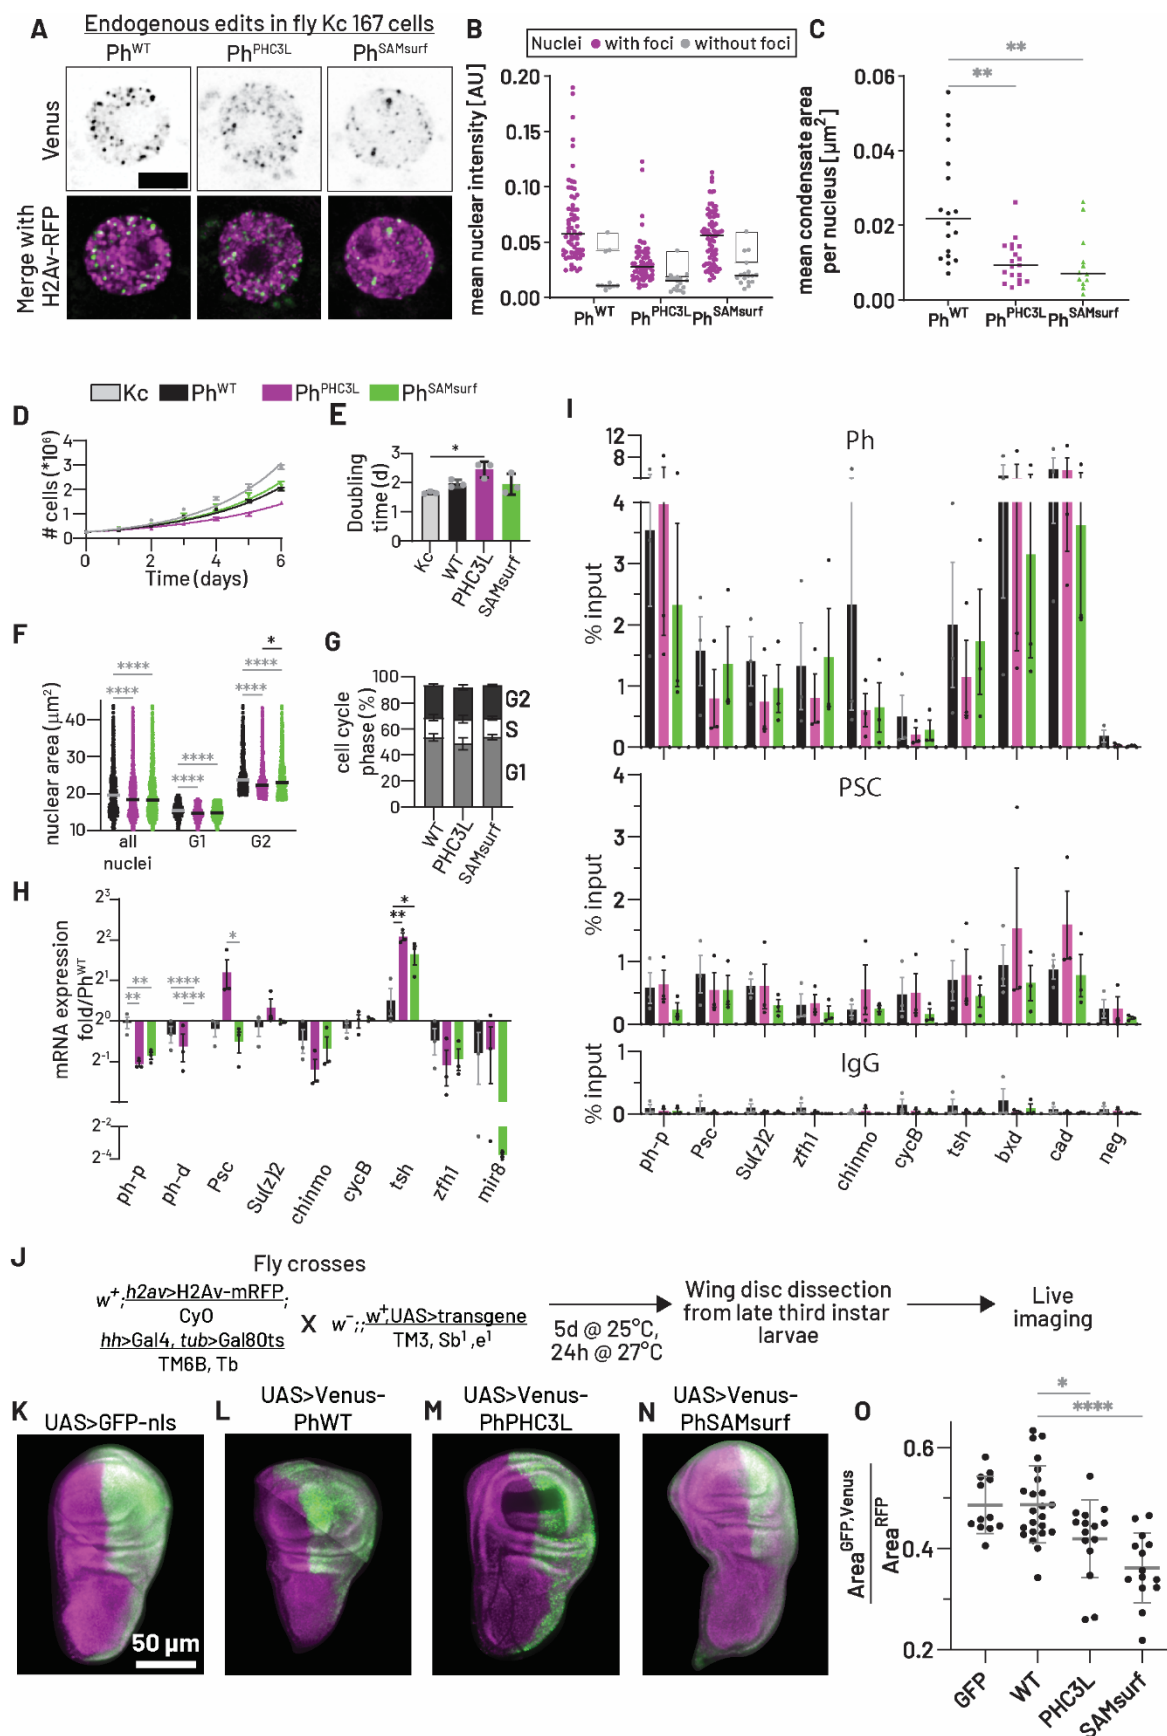 A
Endogenous edits in fly Kc 167 cells
Ph^WT
Ph^PHC3L
Ph^SAMsurf
Venus
Merge with
H2Av-RFP
B
Nuclei with foci without foci
mean nuclear intensity [AU]
0.20
0.15
0.10
0.05
0.00
Ph^WT Ph^PHC3L Ph^SAMsurf
C
mean condensate area
per nucleus [μm²]
0.06
0.04
0.02
0.00
**
**
Ph^WT Ph^PHC3L Ph^SAMsurf
Kc Ph^WT Ph^PHC3L Ph^SAMsurf
D
# cells (*10⁶)
4
3
2
1
0
0 2 4 6
Time (days)
E
Doubling
time (d)
3
2
1
0
*
Kc
WT
PHC3L
SAMsurf
F
nuclear area (μm²)
40
30
20
10
****
****
****
****
*
****
****
all
nuclei
G1
G2
G
cell cycle
phase (%)
100
80
60
40
20
0
G2
S
G1
WT
PHC3L
SAMsurf
H
mRNA expression
fold/Ph^WT
2³
2²
2¹
2⁰
2⁻¹
2⁻²
2⁻⁴
**
**
****
****
*
*
**
ph-p
ph-d
Psc
Su(z)2
chinmo
cycB
tsh
zfh1
mir8
I
Ph
% input
12
8
4
3
2
1
0
PSC
% input
4
3
2
1
0
IgG
% input
1
0
ph-p
Psc
Su(z)2
zfh1
chinmo
cycB
tsh
bxd
cad
neg
J
Fly crosses
w⁺; h2av>H2Av-mRFP;
CyO
hh>Gal4, tub>Gal80ts
TM6B, Tb
X
w⁻;; w⁺,UAS>transgene
TM3, Sb¹,e¹
5d @ 25°C,
24h @ 27°C
Wing disc dissection
from late third instar
larvae
Live
imaging
K
UAS>GFP-nls
50 μm
L
UAS>Venus-
PhWT
M
UAS>Venus-
PhPHC3L
N
UAS>Venus-
PhSAMsurf
O
Area^GFP,Venus
Area^RFP
0.6
0.4
0.2
*
****
GFP
WT
PHC3L
SAMsurf